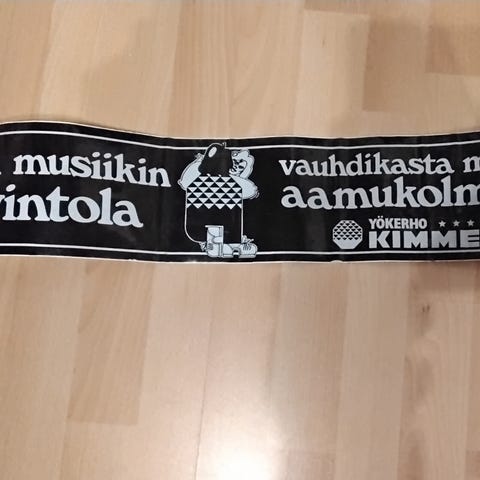 musiikin
vintola
vauhdikasta m
aamukolm
YÖKERHO
KIMME